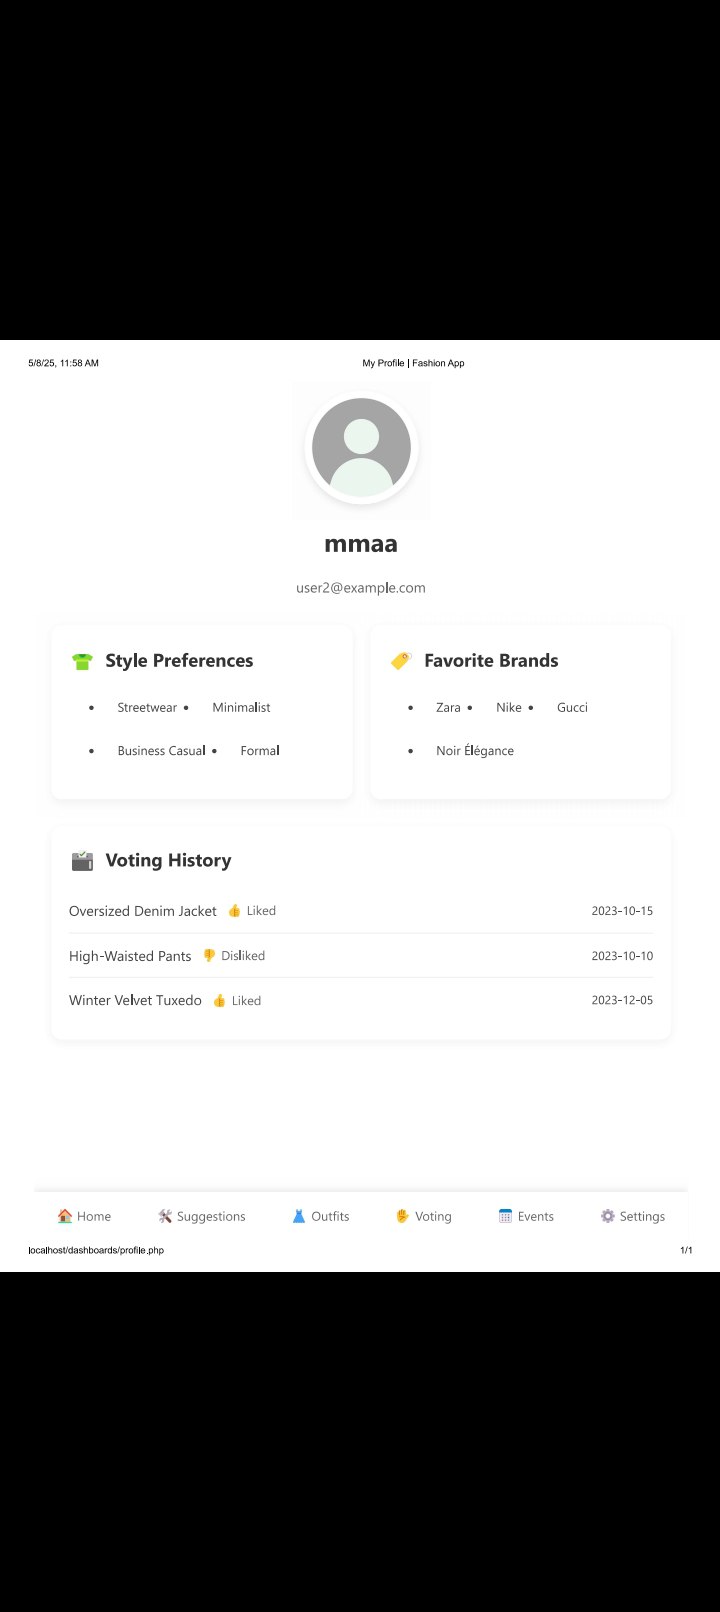 5/8/25, 11:58 AM My Profile | Fashion App
mmaa
user2@example.com
Style Preferences
• Streetwear • Minimalist
• Business Casual • Formal
Favorite Brands
• Zara • Nike • Gucci
• Noir Élégance
Voting History
Oversized Denim Jacket 👍 Liked 2023-10-15
High-Waisted Pants 👎 Disliked 2023-10-10
Winter Velvet Tuxedo 👍 Liked 2023-12-05
Home Suggestions Outfits Voting Events Settings
localhost/dashboards/profile.php 1/1